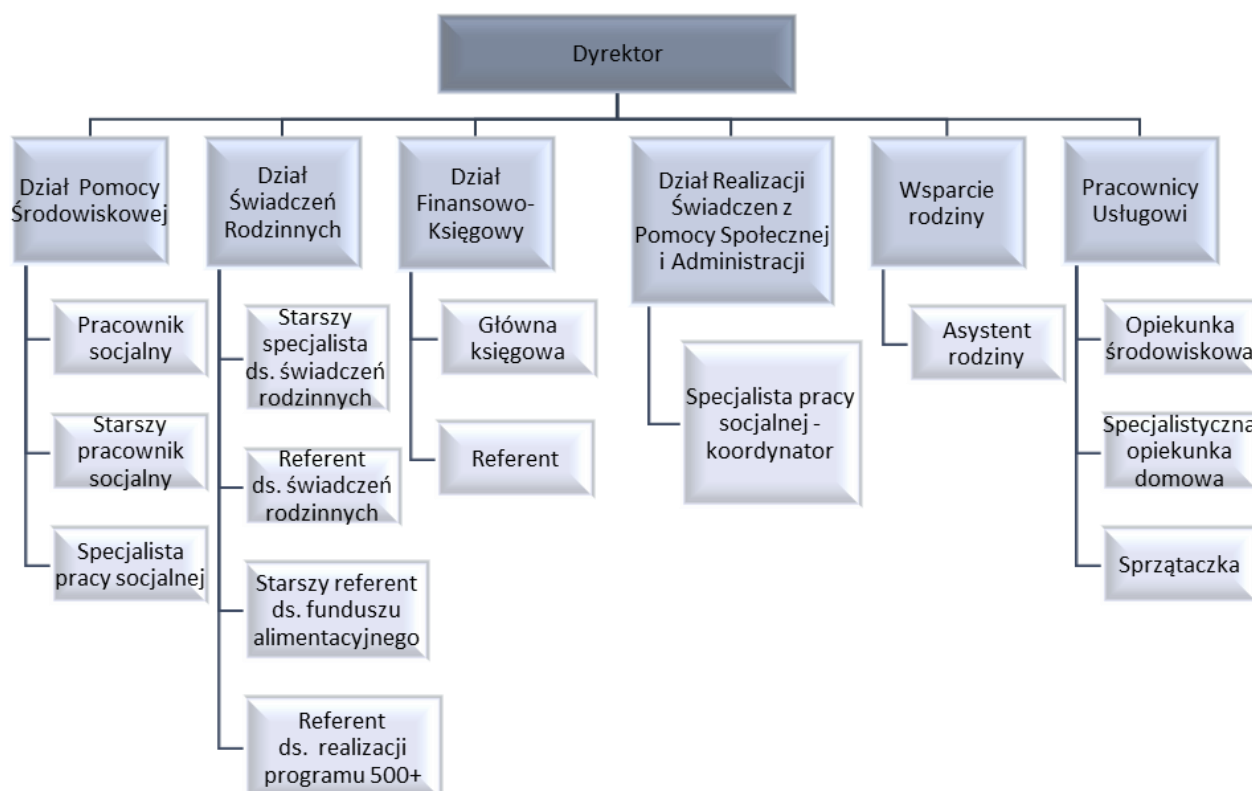 Dyrektor
Dział Pomocy
Środowiskowej
Dział
Świadczeń
Rodzinnych
Dział
Finansowo-
Księgowy
Dział Realizacji
Świadczen z
Pomocy Społecznej
i Administracji
Wsparcie
rodziny
Pracownicy
Usługowi
Pracownik
socjalny
Starszy
pracownik
socjalny
Specjalista
pracy socjalnej
Starszy
specjalista
ds. świadczeń
rodzinnych
Referent
ds. świadczeń
rodzinnych
Starszy referent
ds. funduszu
alimentacyjnego
Referent
ds. realizacji
programu 500+
Główna
księgowa
Referent
Specjalista pracy
socjalnej -
koordynator
Asystent
rodziny
Opiekunka
środowiskowa
Specjalistyczna
opiekunka
domowa
Sprzątaczka